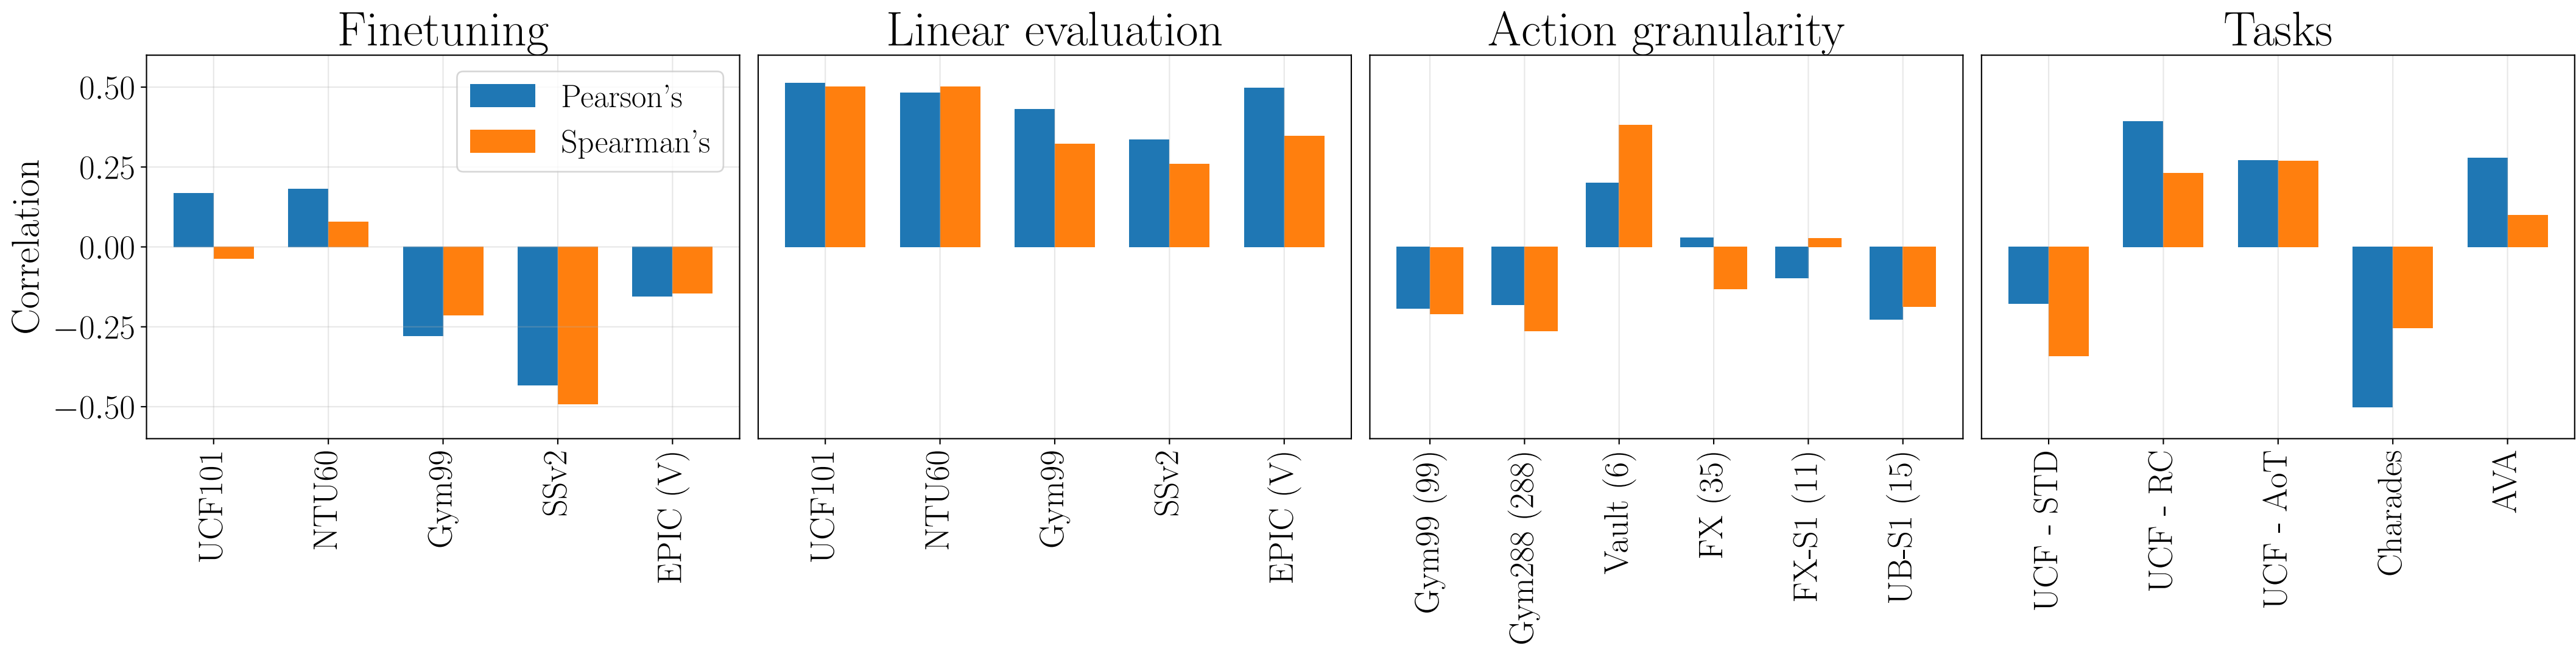 Finetuning
Linear evaluation
Action granularity
Tasks
Correlation
0.50
0.25
0.00
−0.25
−0.50
Pearson's
Spearman's
UCF101
NTU60
Gym99
SSv2
EPIC (V)
UCF101
NTU60
Gym99
SSv2
EPIC (V)
Gym99 (99)
Gym288 (288)
Vault (6)
FX (35)
FX-S1 (11)
UB-S1 (15)
UCF - STD
UCF - RC
UCF - AoT
Charades
AVA